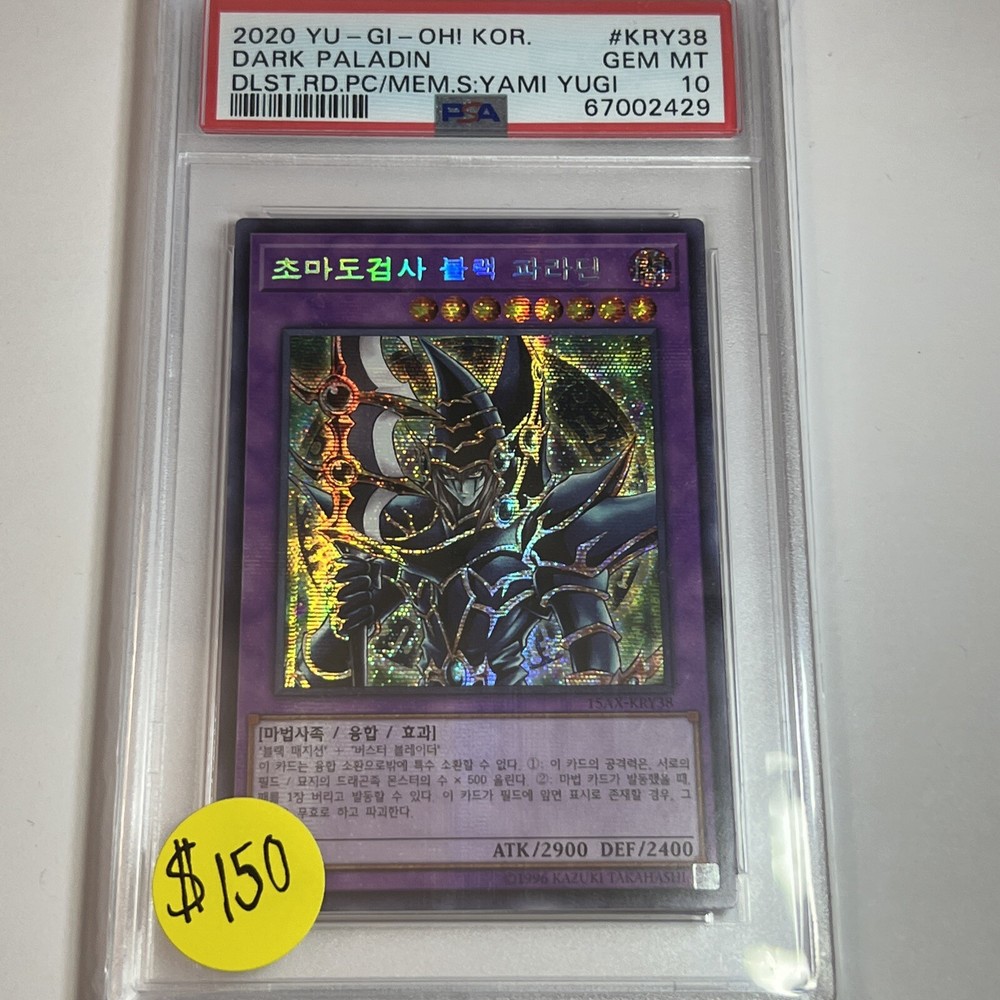 2020 YU-GI-OH! KOR. #KRY38
DARK PALADIN GEM MT
DLST.RD.PC/MEM.S:YAMI YUGI 10
PSA 67002429
초마도검사 블랙 파라딘
15AX-KRY38
[마법사족 / 융합 / 효과]
"블랙 매지션" + "버스터 블레이더"
이 카드는 융합 소환으로밖에 특수 소환할 수 없다. ①: 이 카드의 공격력은, 서로의
필드 / 묘지의 드래곤족 몬스터의 수 × 500 올린다. ②: 마법 카드가 발동했을 때,
패를 1장 버리고 발동할 수 있다. 이 카드가 필드에 앞면 표시로 존재할 경우, 그
무효로 하고 파괴한다.
ATK/2900 DEF/2400
©1996 KAZUKI TAKAHASHI
$150